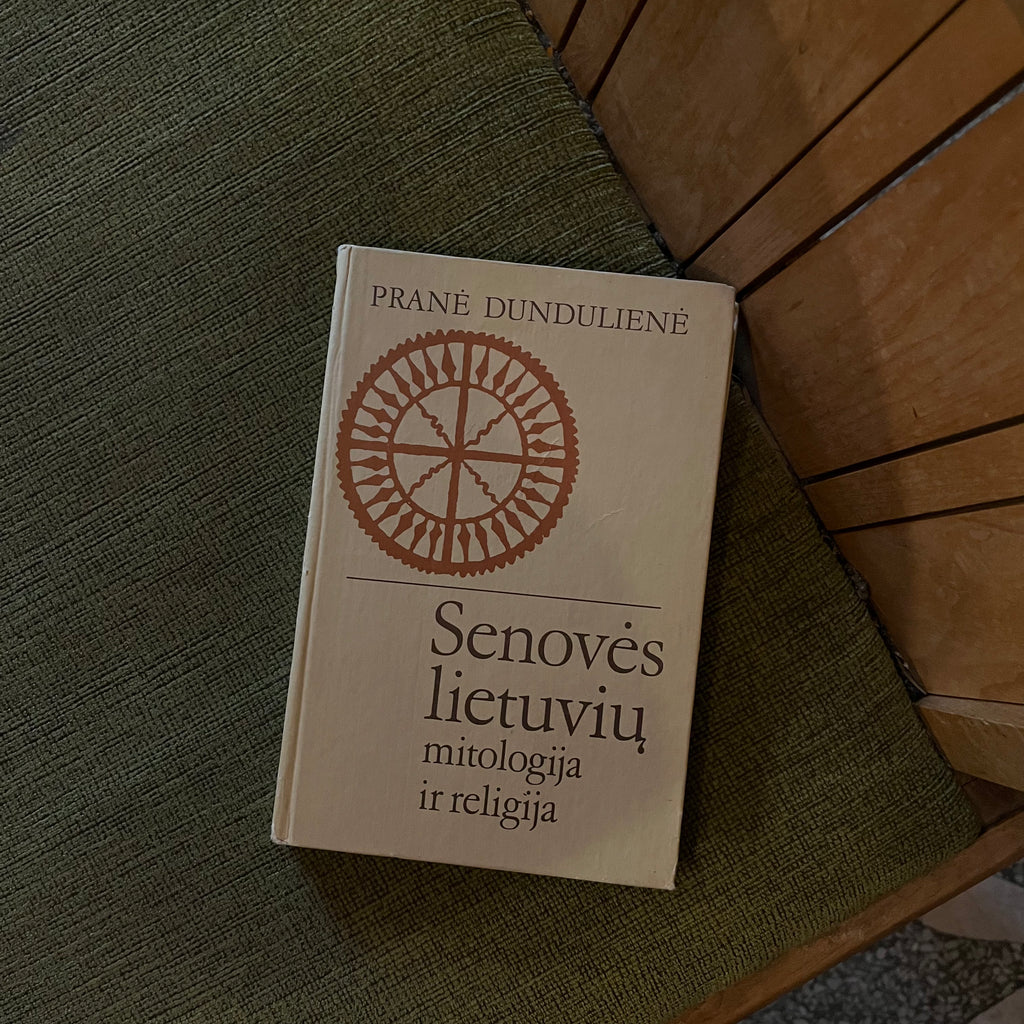 PRANĖ DUNDULIENĖ
Senovės
lietuvių
mitologija
ir religija